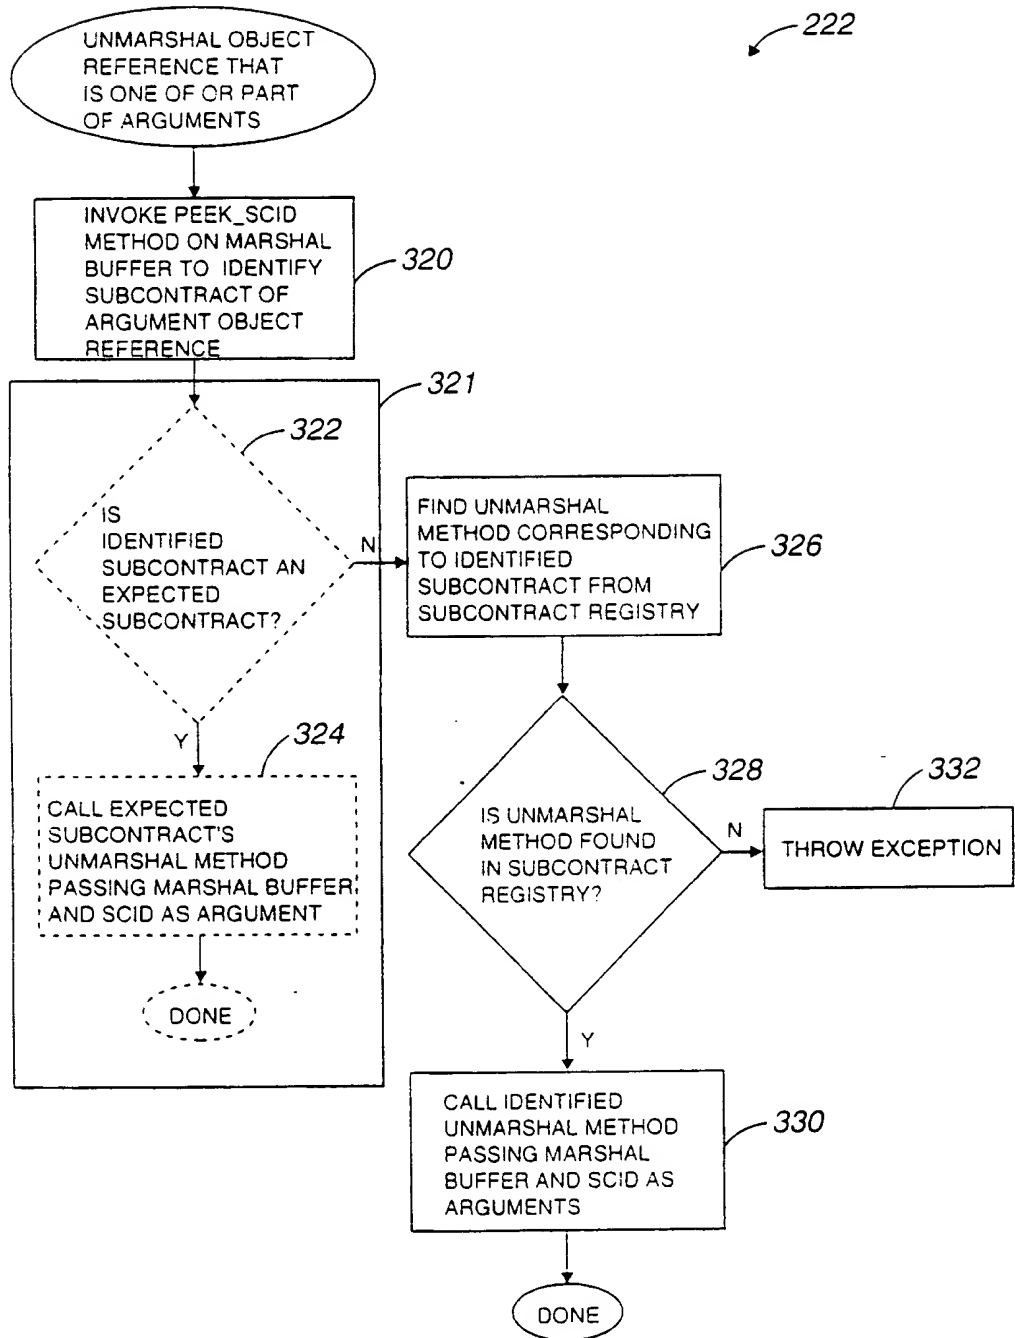 222
UNMARSHAL OBJECT
REFERENCE THAT
IS ONE OF OR PART
OF ARGUMENTS
INVOKE PEEK_SCID
METHOD ON MARSHAL
BUFFER TO IDENTIFY
SUBCONTRACT OF
ARGUMENT OBJECT
REFERENCE
320
321
322
IS
IDENTIFIED
SUBCONTRACT AN
EXPECTED
SUBCONTRACT?
N
Y
324
CALL EXPECTED
SUBCONTRACT'S
UNMARSHAL METHOD
PASSING MARSHAL BUFFER
AND SCID AS ARGUMENT
DONE
FIND UNMARSHAL
METHOD CORRESPONDING
TO IDENTIFIED
SUBCONTRACT FROM
SUBCONTRACT REGISTRY
326
328
IS UNMARSHAL
METHOD FOUND
IN SUBCONTRACT
REGISTRY?
N
332
THROW EXCEPTION
Y
CALL IDENTIFIED
UNMARSHAL METHOD
PASSING MARSHAL
BUFFER AND SCID AS
ARGUMENTS
330
DONE